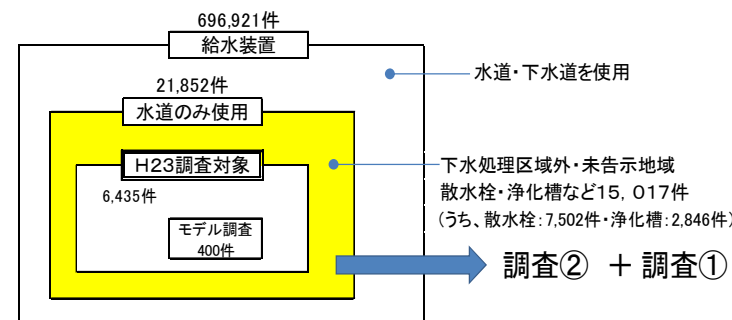 696,921件
給水装置
水道・下水道を使用
21,852件
水道のみ使用
H23調査対象
6,435件
下水処理区域外・未告示地域
散水栓・浄化槽など15,017件
(うち、散水栓:7,502件・浄化槽:2,846件)
モデル調査
400件
調査② +調査①